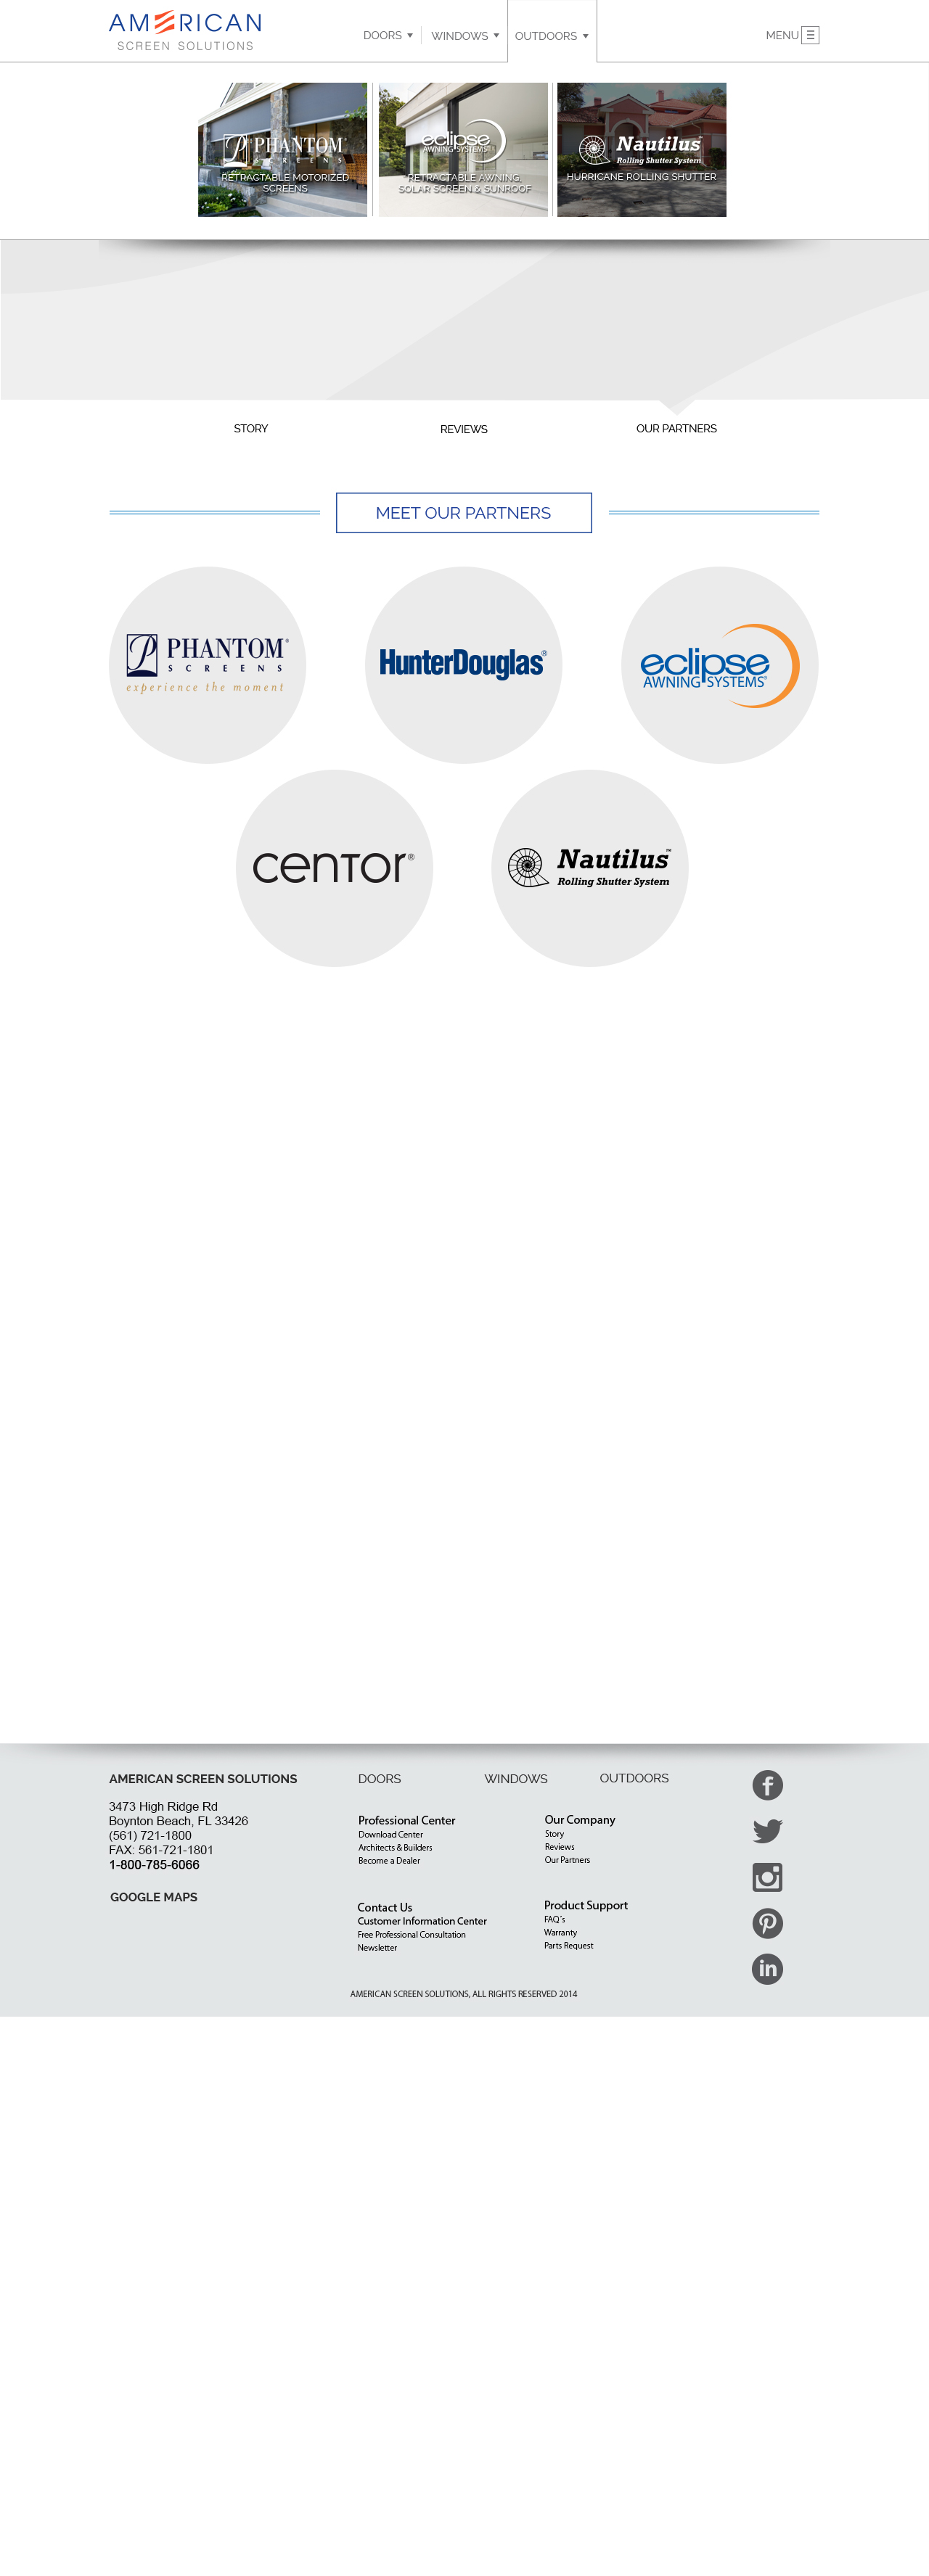 AMERICAN
SCREEN SOLUTIONS
DOORS
WINDOWS
OUTDOORS
MENU
PHANTOM
SCREENS
RETRACTABLE MOTORIZED
SCREENS
eclipse
AWNING SYSTEMS
RETRACTABLE AWNING,
SOLAR SCREEN & SUNROOF
Nautilus™
Rolling Shutter System
HURRICANE ROLLING SHUTTER
STORY
REVIEWS
OUR PARTNERS
MEET OUR PARTNERS
P PHANTOM®
SCREENS
experience the moment
HunterDouglas®
eclipse
AWNING SYSTEMS®
centor®
Nautilus™
Rolling Shutter System
AMERICAN SCREEN SOLUTIONS
3473 High Ridge Rd
Boynton Beach, FL 33426
(561) 721-1800
FAX: 561-721-1801
1-800-785-6066
GOOGLE MAPS
DOORS
WINDOWS
OUTDOORS
Professional Center
Download Center
Architects & Builders
Become a Dealer
Our Company
Story
Reviews
Our Partners
Contact Us
Customer Information Center
Free Professional Consultation
Newsletter
Product Support
FAQ's
Warranty
Parts Request
AMERICAN SCREEN SOLUTIONS, ALL RIGHTS RESERVED 2014